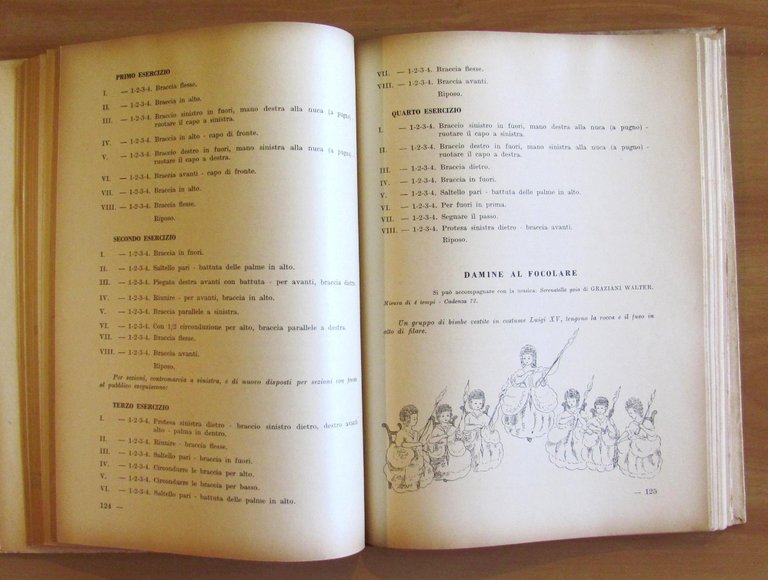 PRIMO ESERCIZIO
I. — 1-2-3-4. Braccia flesse.
II. — 1-2-3-4. Braccia in alto.
III. — 1-2-3-4. Braccio sinistro in fuori, mano destra alla nuca (a pugno)
ruotare il capo a sinistra.
IV. — 1-2-3-4. Braccia in alto - capo di fronte.
V. — 1-2-3-4. Braccio destro in fuori, mano sinistra alla nuca (a pugno)
ruotare il capo a destra.
VI. — 1-2-3-4. Braccia avanti - capo di fronte.
VII. — 1-2-3-4. Braccia in alto.
VIII. — 1-2-3-4. Braccia flesse.
Riposo.
SECONDO ESERCIZIO
I. — 1-2-3-4. Braccia in fuori.
II. — 1-2-3-4. Saltello pari - battuta delle palme in alto.
III. — 1-2-3-4. Piegata destra avanti con battuta - per avanti, braccia dietro
IV. — 1-2-3-4. Riunire - per avanti, braccia in alto.
V. — 1-2-3-4. Braccia parallele a sinistra.
VI. — 1-2-3-4. Con 1/2 circonduzione per alto, braccia parallele a destra
VII. — 1-2-3-4. Braccia flesse.
VIII. — 1-2-3-4. Braccia avanti.
Riposo.
Per sezioni, contromarcia a sinistra, e di nuovo disposti per sezioni con fronte
al pubblico eseguiscono:
TERZO ESERCIZIO
I. — 1-2-3-4. Protesa sinistra dietro - braccio sinistro dietro, destro avanti
alto - palma in dentro.
II. — 1-2-3-4. Riunire - braccia flesse.
III. — 1-2-3-4. Saltello pari - braccia in fuori.
IV. — 1-2-3-4. Circondurre le braccia per alto.
V. — 1-2-3-4. Circondurre le braccia per basso.
VI. — 1-2-3-4. Saltello pari - battuta delle palme in alto.
124 —
VII. — 1-2-3-4. Braccia flesse.
VIII. — 1-2-3-4. Braccia avanti.
Riposo.
QUARTO ESERCIZIO
I. — 1-2-3-4. Braccio sinistro in fuori, mano destra alla nuca (a pugno) -
ruotare il capo a sinistra.
II. — 1-2-3-4. Braccio destro in fuori, mano sinistra alla nuca (a pugno) -
ruotare il capo a destra.
III. — 1-2-3-4. Braccia dietro.
IV. — 1-2-3-4. Braccia in fuori.
V. — 1-2-3-4. Saltello pari - battuta delle palme in alto.
VI. — 1-2-3-4. Per fuori in prima.
VII. — 1-2-3-4. Segnare il passo.
VIII. — 1-2-3-4. Protesa sinistra dietro - braccia avanti.
Riposo.
DAMINE AL FOCOLARE
Si può accompagnare con la musica: Serenatella gaia di GRAZIANI WALTER.
Misura di 4 tempi - Cadenza 72.
Un gruppo di bimbe vestite in costume Luigi XV, tengono la rocca e il fuso in
atto di filare.
— 125